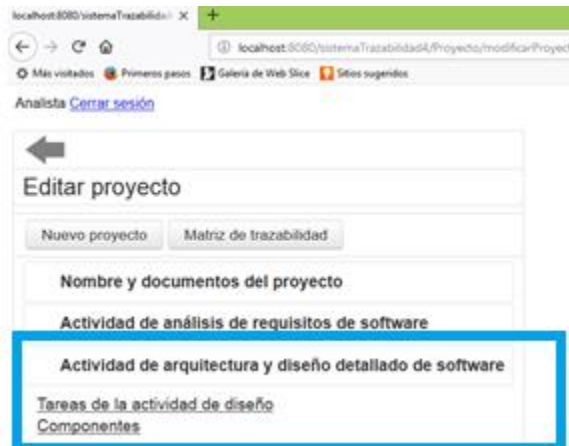 localhost:8080/sistemaTrazabilida
localhost:8080/sistemaTrazabilidad4/Proyecto/modificarProyec
Más visitados Primeros pasos Galería de Web Slice Sitios sugeridos
Analista Cerrar sesión
Editar proyecto
Nuevo proyecto Matriz de trazabilidad
Nombre y documentos del proyecto
Actividad de análisis de requisitos de software
Actividad de arquitectura y diseño detallado de software
Tareas de la actividad de diseño
Componentes